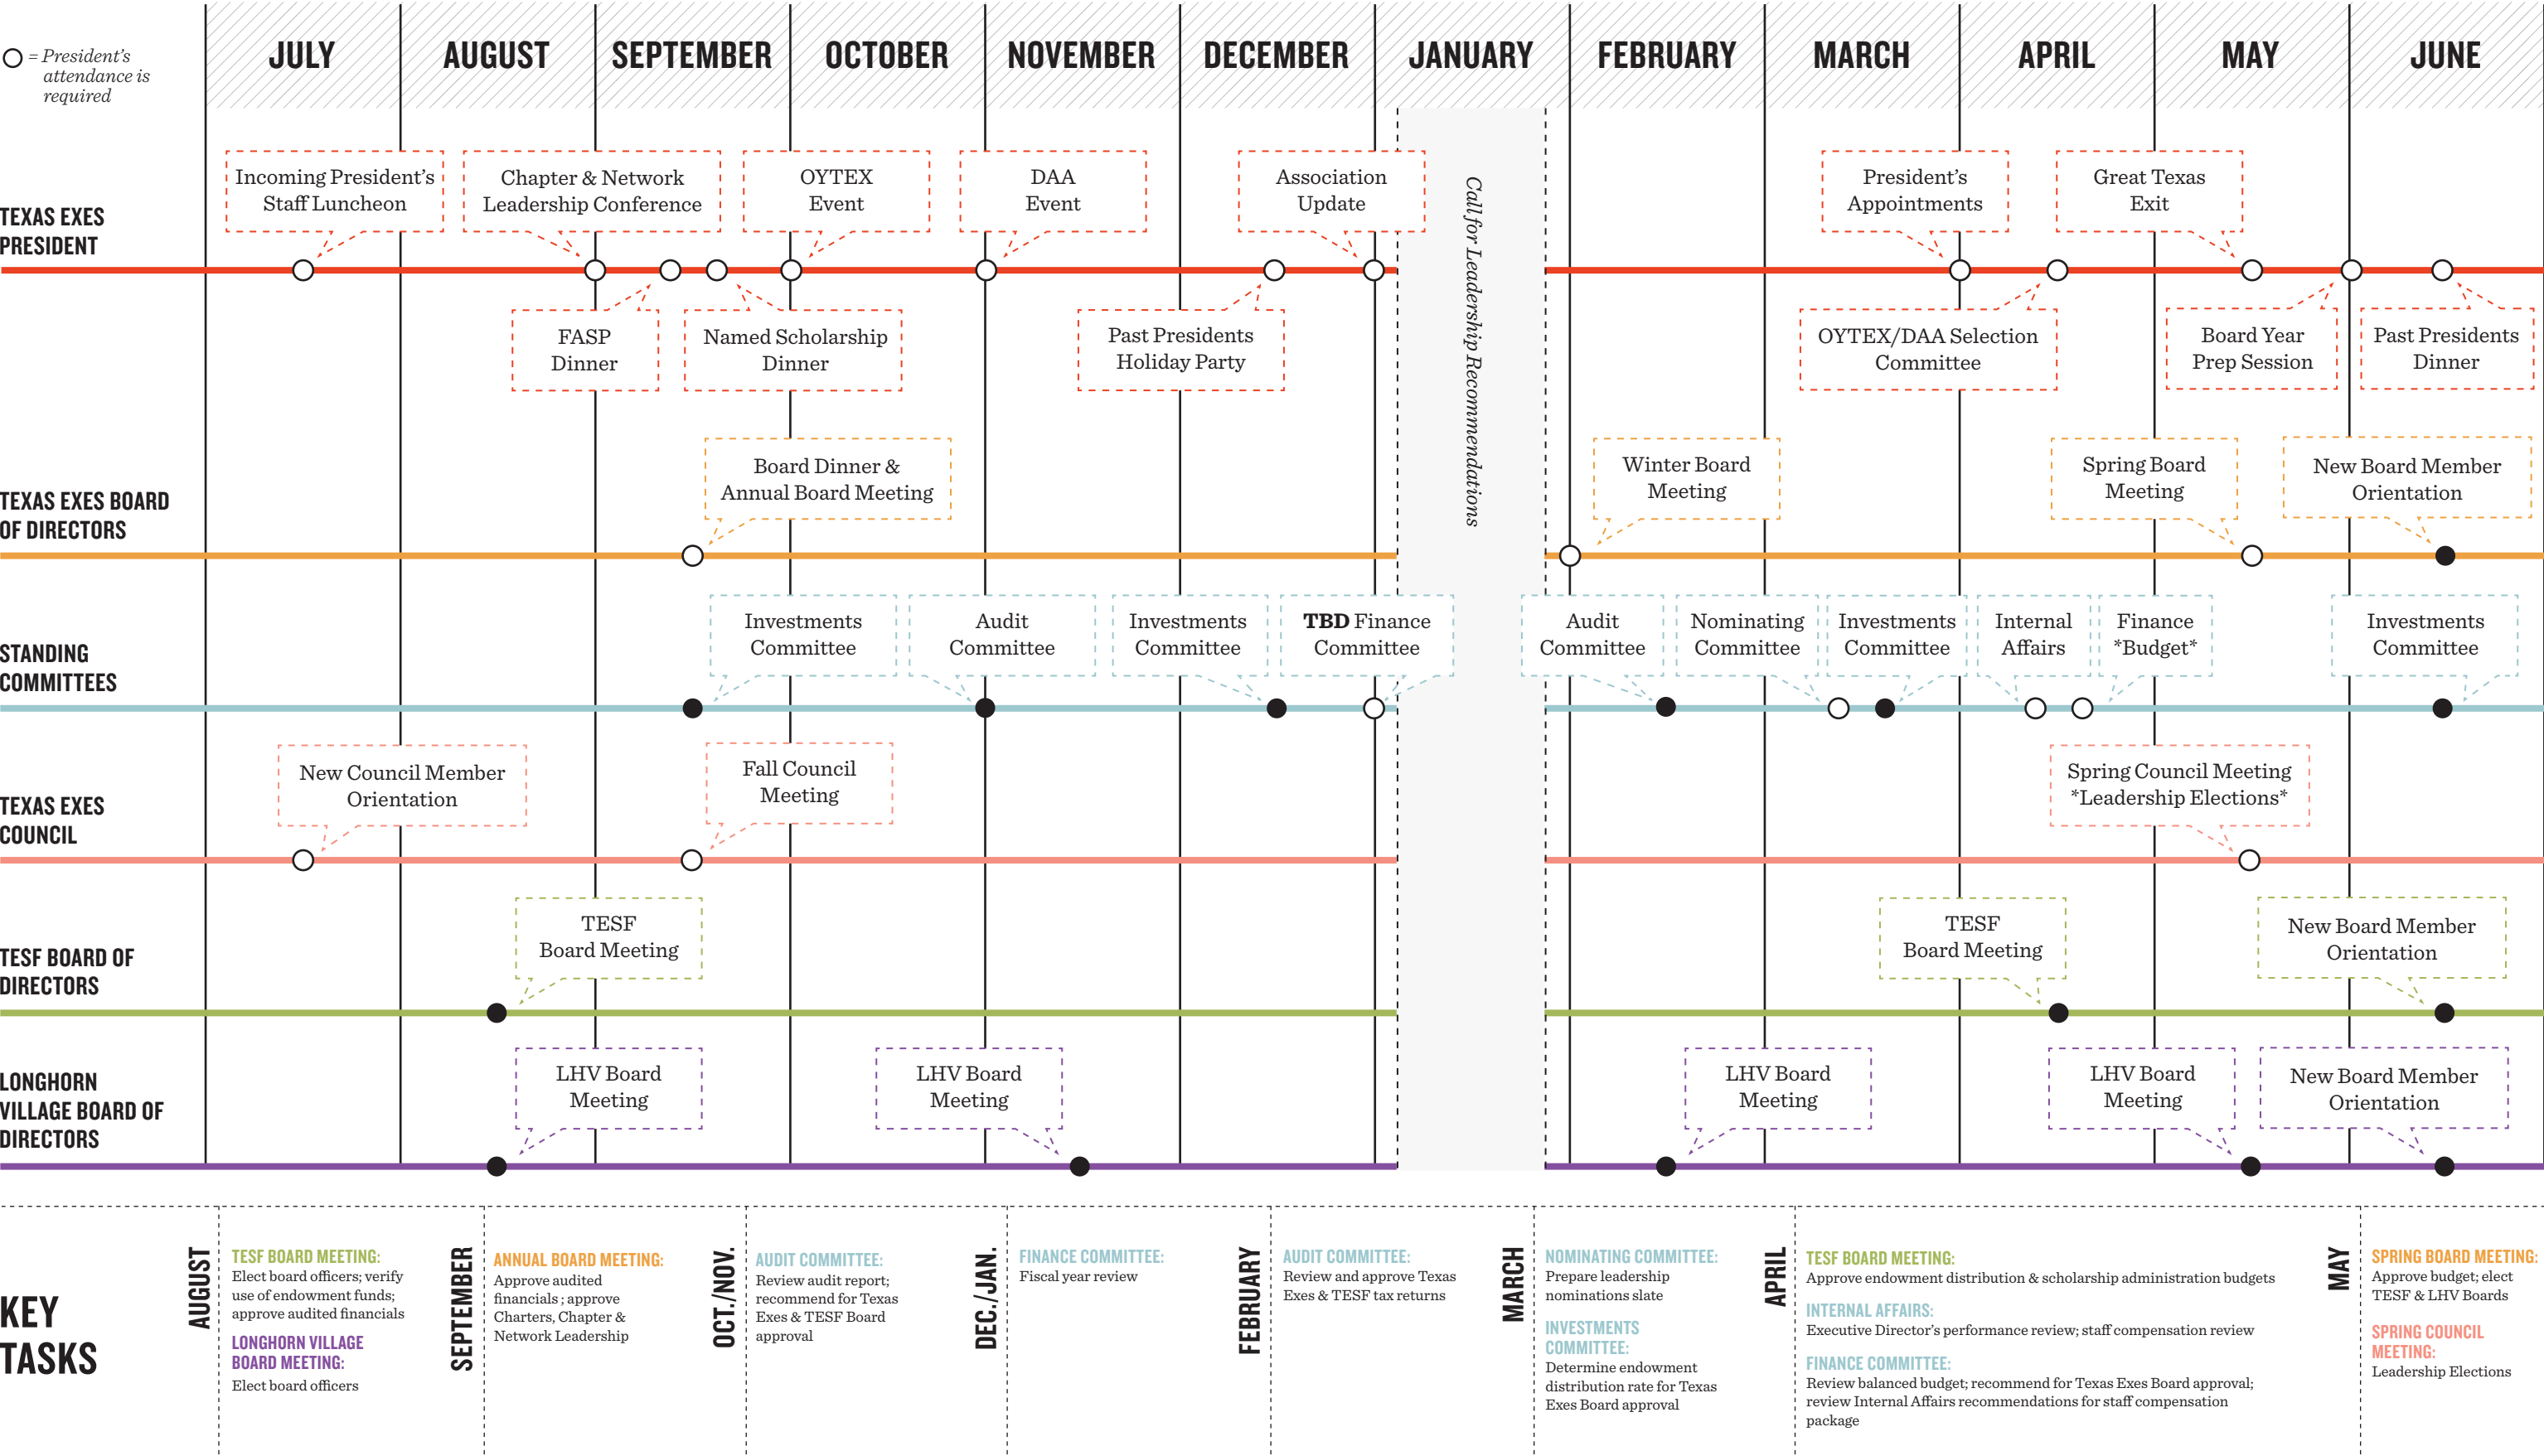 = President's
attendance is
required
JULY
AUGUST
SEPTEMBER
OCTOBER
NOVEMBER
DECEMBER
JANUARY
FEBRUARY
MARCH
APRIL
MAY
JUNE
Call for Leadership Recommendations
TEXAS EXES
PRESIDENT
Incoming President's
Staff Luncheon
Chapter & Network
Leadership Conference
OYTEX
Event
DAA
Event
Association
Update
President's
Appointments
Great Texas
Exit
FASP
Dinner
Named Scholarship
Dinner
Past Presidents
Holiday Party
OYTEX/DAA Selection
Committee
Board Year
Prep Session
Past Presidents
Dinner
TEXAS EXES BOARD
OF DIRECTORS
Board Dinner &
Annual Board Meeting
Winter Board
Meeting
Spring Board
Meeting
New Board Member
Orientation
STANDING
COMMITTEES
Investments
Committee
Audit
Committee
Investments
Committee
TBD Finance
Committee
Audit
Committee
Nominating
Committee
Investments
Committee
Internal
Affairs
Finance
*Budget*
Investments
Committee
TEXAS EXES
COUNCIL
New Council Member
Orientation
Fall Council
Meeting
Spring Council Meeting
*Leadership Elections*
TESF BOARD OF
DIRECTORS
TESF
Board Meeting
TESF
Board Meeting
New Board Member
Orientation
LONGHORN
VILLAGE BOARD OF
DIRECTORS
LHV Board
Meeting
LHV Board
Meeting
LHV Board
Meeting
LHV Board
Meeting
New Board Member
Orientation
KEY
TASKS
AUGUST
TESF BOARD MEETING:
Elect board officers; verify
use of endowment funds;
approve audited financials
LONGHORN VILLAGE
BOARD MEETING:
Elect board officers
SEPTEMBER
ANNUAL BOARD MEETING:
Approve audited
financials ; approve
Charters, Chapter &
Network Leadership
OCT./NOV.
AUDIT COMMITTEE:
Review audit report;
recommend for Texas
Exes & TESF Board
approval
DEC./JAN.
FINANCE COMMITTEE:
Fiscal year review
FEBRUARY
AUDIT COMMITTEE:
Review and approve Texas
Exes & TESF tax returns
MARCH
NOMINATING COMMITTEE:
Prepare leadership
nominations slate
INVESTMENTS
COMMITTEE:
Determine endowment
distribution rate for Texas
Exes Board approval
APRIL
TESF BOARD MEETING:
Approve endowment distribution & scholarship administration budgets
INTERNAL AFFAIRS:
Executive Director's performance review; staff compensation review
FINANCE COMMITTEE:
Review balanced budget; recommend for Texas Exes Board approval;
review Internal Affairs recommendations for staff compensation
package
MAY
SPRING BOARD MEETING:
Approve budget; elect
TESF & LHV Boards
SPRING COUNCIL
MEETING:
Leadership Elections